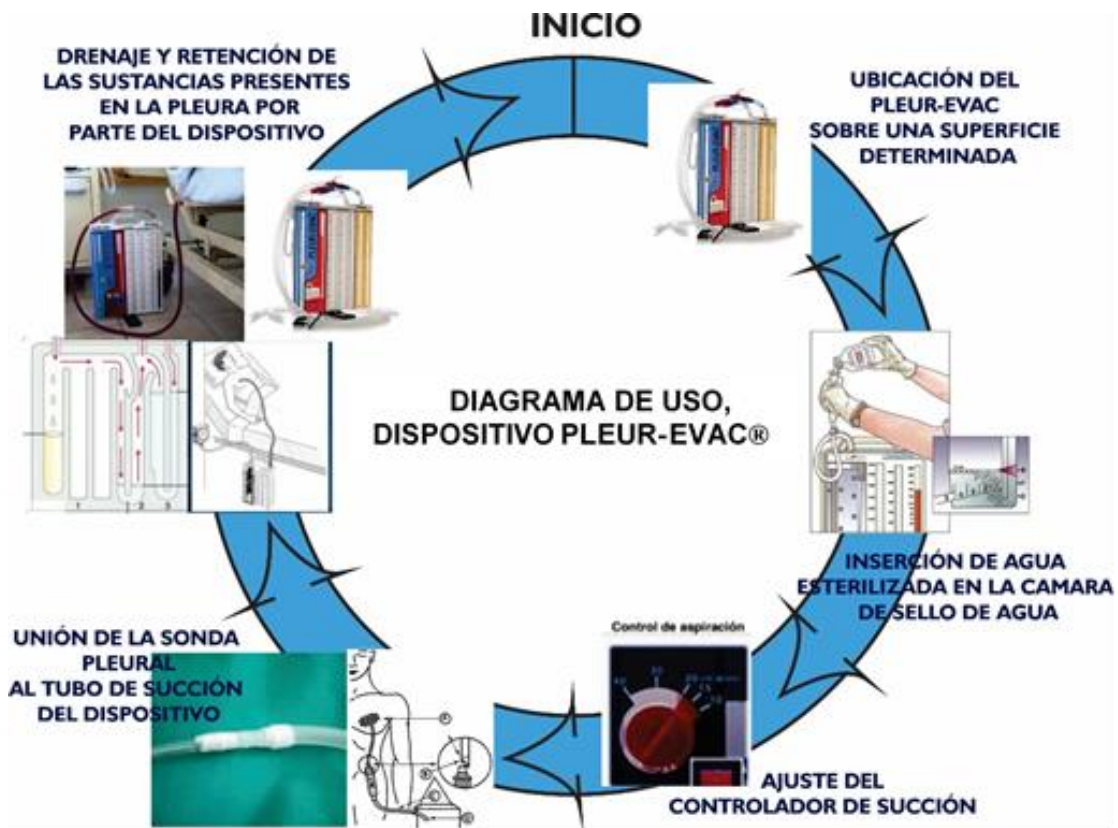 INICIO
UBICACIÓN DEL
PLEUR-EVAC
SOBRE UNA SUPERFICIE
DETERMINADA
INSERCIÓN DE AGUA
ESTERILIZADA EN LA CAMARA
DE SELLO DE AGUA
Control de aspiración
AJUSTE DEL
CONTROLADOR DE SUCCIÓN
UNIÓN DE LA SONDA
PLEURAL
AL TUBO DE SUCCIÓN
DEL DISPOSITIVO
DRENAJE Y RETENCIÓN DE
LAS SUSTANCIAS PRESENTES
EN LA PLEURA POR
PARTE DEL DISPOSITIVO
1 2 3
DIAGRAMA DE USO,
DISPOSITIVO PLEUR-EVAC®